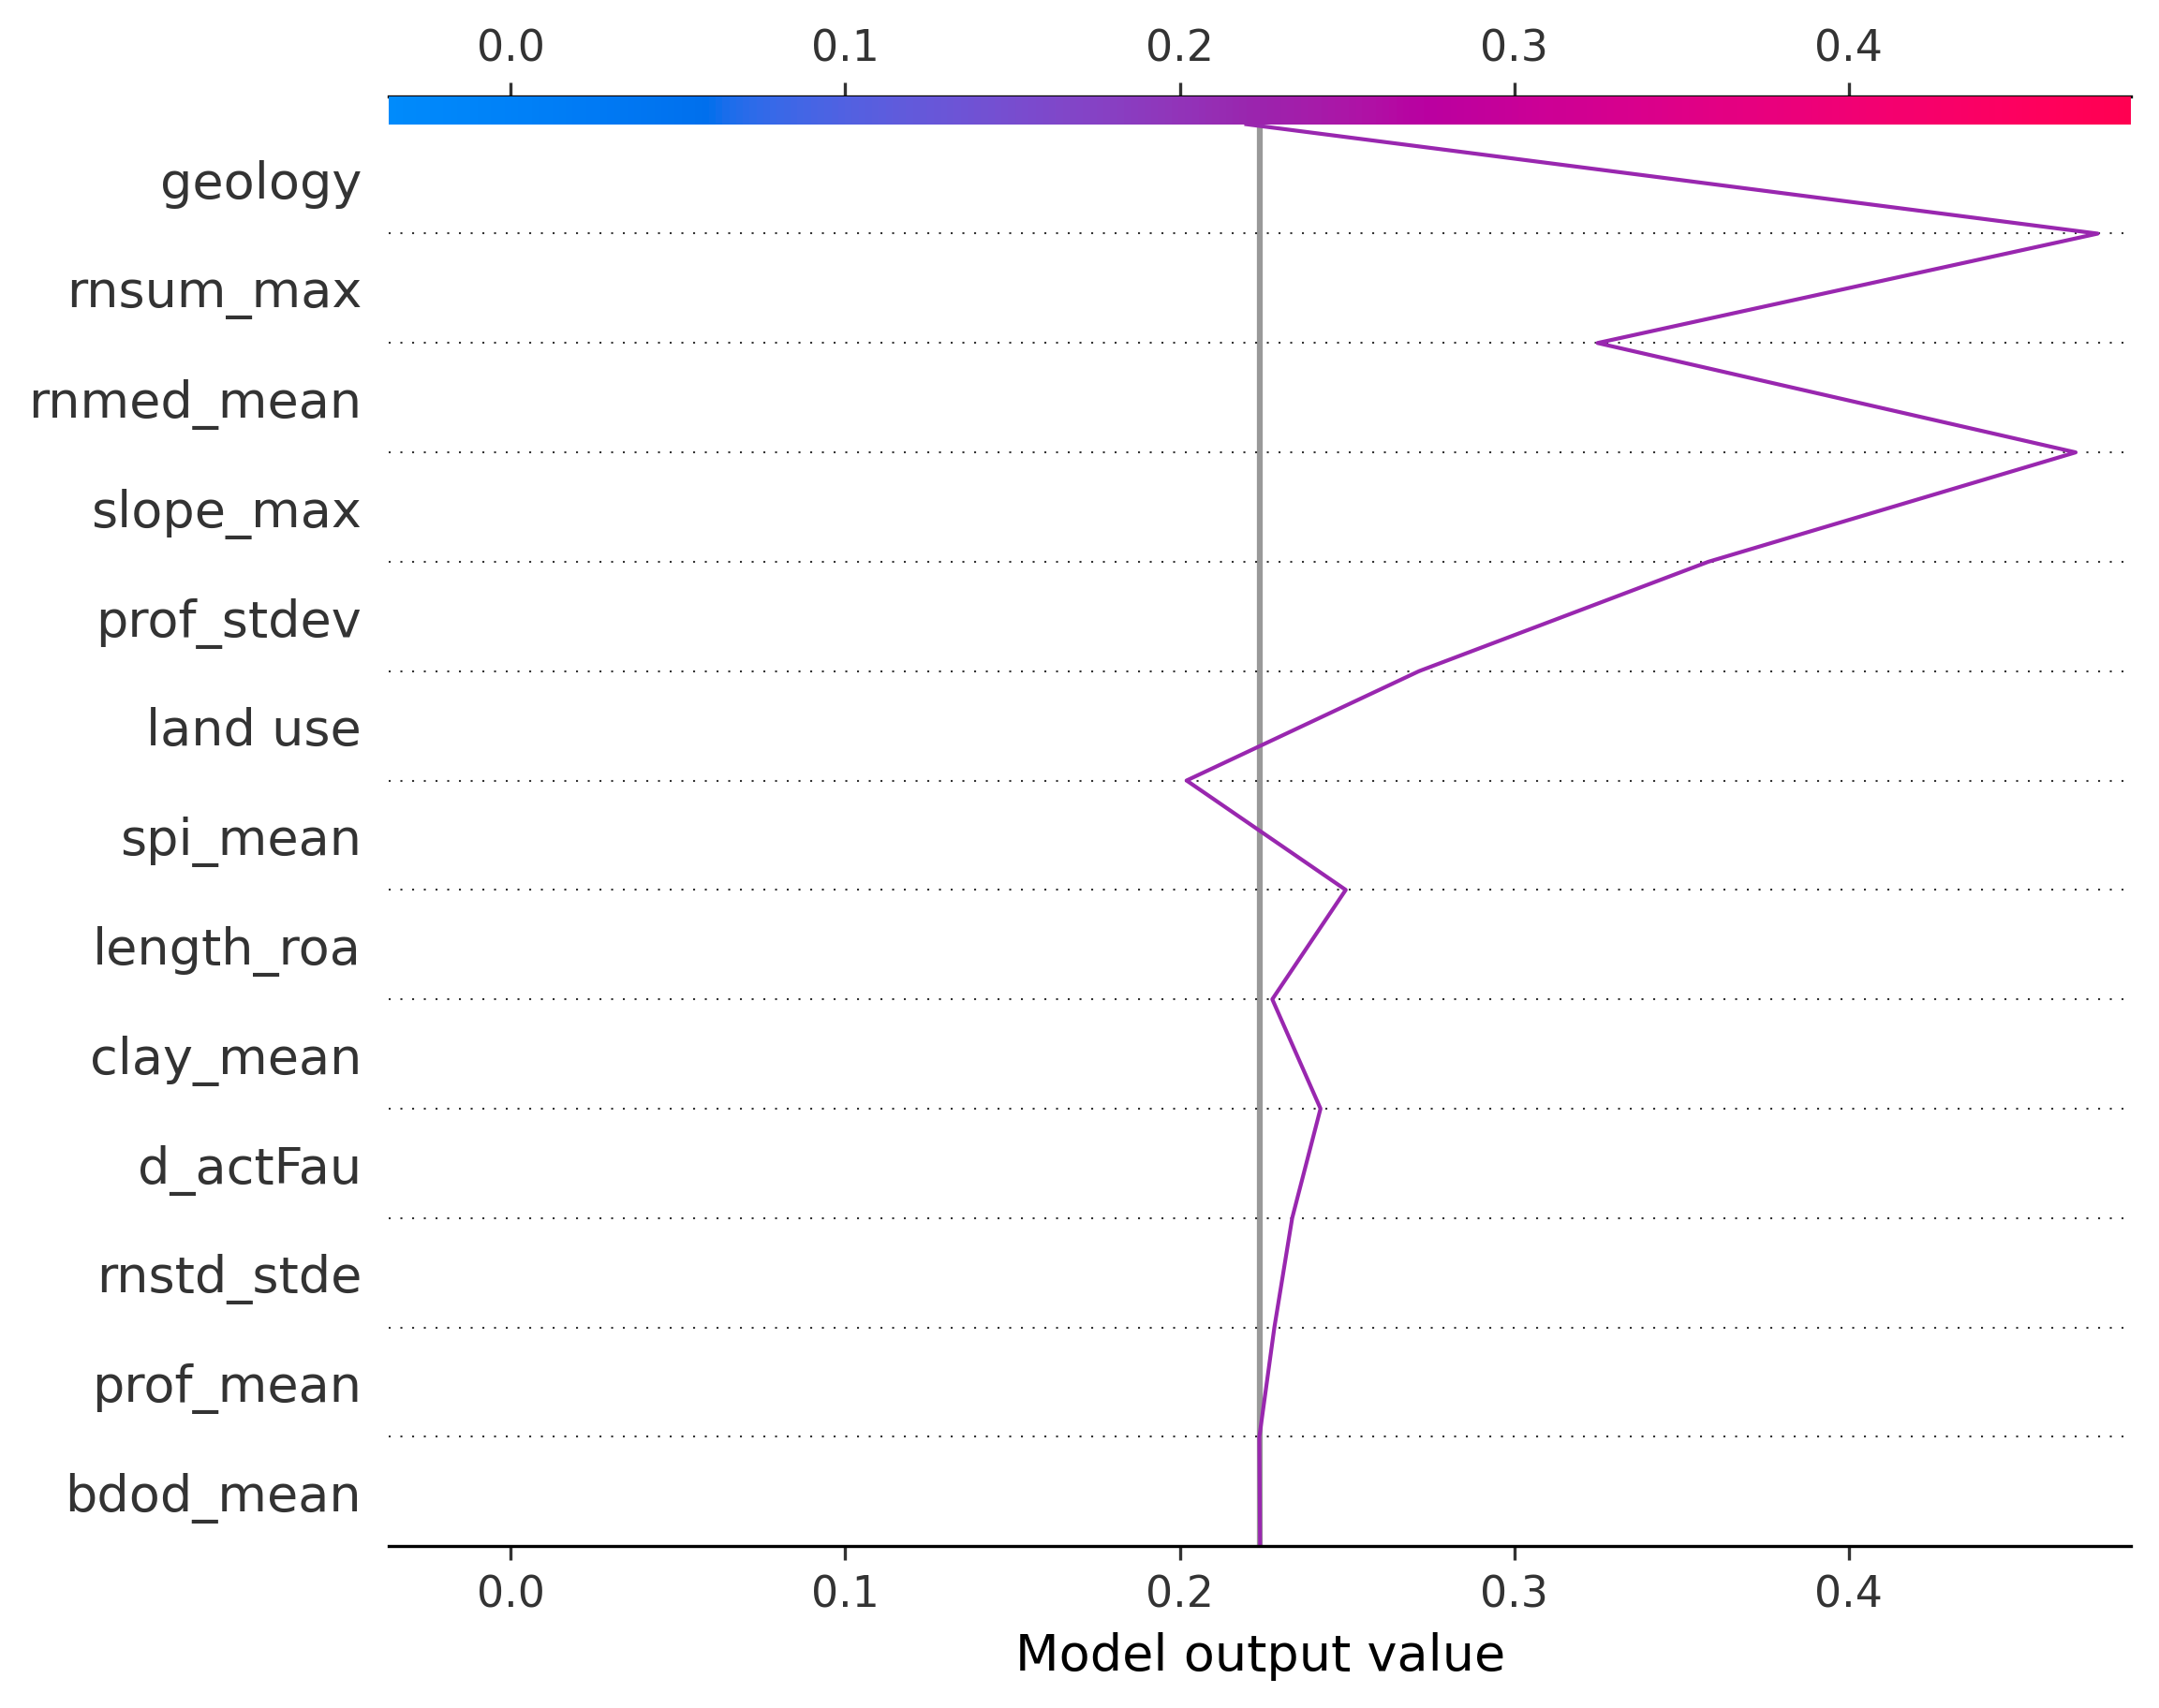 0.0 0.1 0.2 0.3 0.4
geology
rnsum_max
rnmed_mean
slope_max
prof_stdev
land use
spi_mean
length_roa
clay_mean
d_actFau
rnstd_stde
prof_mean
bdod_mean
0.0 0.1 0.2 0.3 0.4
Model output value